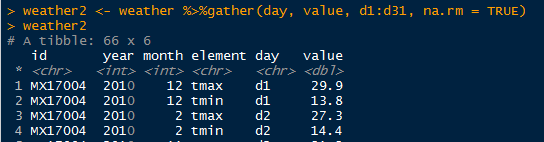 > weather2 <- weather %>%gather(day, value, d1:d31, na.rm = TRUE)
> weather2
# A tibble: 66 x 6
id year month element day value
* <chr> <int> <int> <chr> <chr> <dbl>
1 MX17004 2010 12 tmax d1 29.9
2 MX17004 2010 12 tmin d1 13.8
3 MX17004 2010 2 tmax d2 27.3
4 MX17004 2010 2 tmin d2 14.4